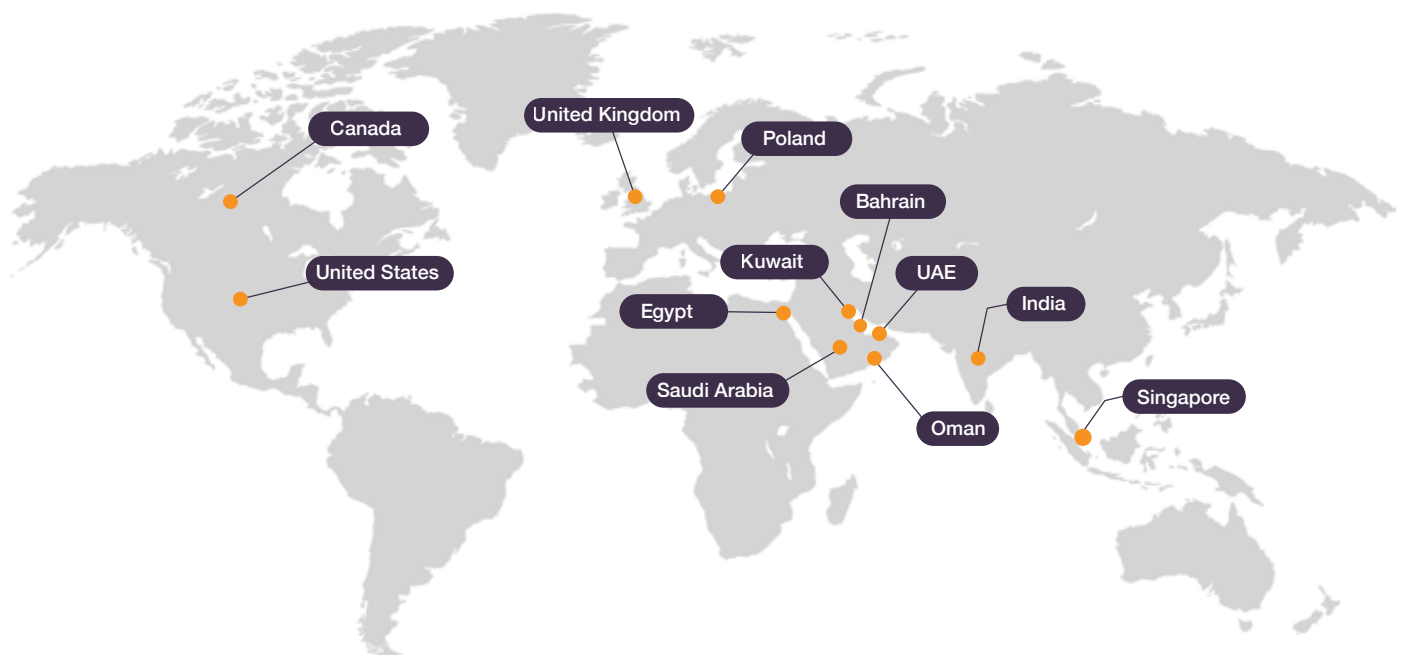 United Kingdom
Canada
Poland
Bahrain
Kuwait
UAE
United States
India
Egypt
Saudi Arabia
Singapore
Oman